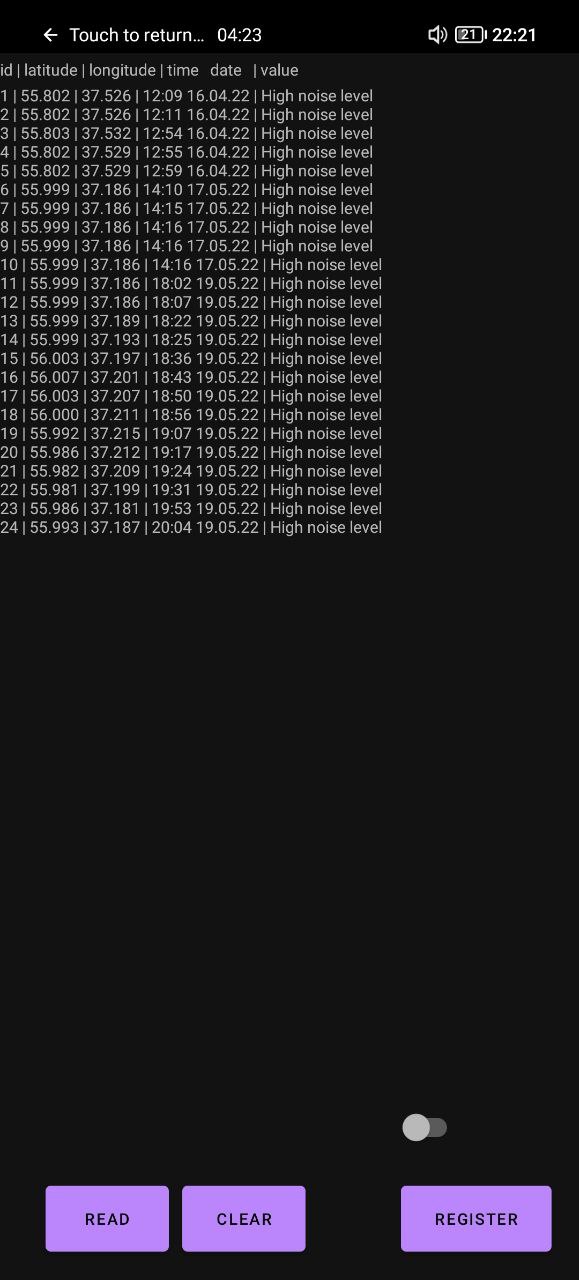 ← Touch to return... 04:23 21 22:21
id | latitude | longitude | time date | value
1 | 55.802 | 37.526 | 12:09 16.04.22 | High noise level
2 | 55.802 | 37.526 | 12:11 16.04.22 | High noise level
3 | 55.803 | 37.532 | 12:54 16.04.22 | High noise level
4 | 55.802 | 37.529 | 12:55 16.04.22 | High noise level
5 | 55.802 | 37.529 | 12:59 16.04.22 | High noise level
6 | 55.999 | 37.186 | 14:10 17.05.22 | High noise level
7 | 55.999 | 37.186 | 14:15 17.05.22 | High noise level
8 | 55.999 | 37.186 | 14:16 17.05.22 | High noise level
9 | 55.999 | 37.186 | 14:16 17.05.22 | High noise level
10 | 55.999 | 37.186 | 14:16 17.05.22 | High noise level
11 | 55.999 | 37.186 | 18:02 19.05.22 | High noise level
12 | 55.999 | 37.186 | 18:07 19.05.22 | High noise level
13 | 55.999 | 37.189 | 18:22 19.05.22 | High noise level
14 | 55.999 | 37.193 | 18:25 19.05.22 | High noise level
15 | 56.003 | 37.197 | 18:36 19.05.22 | High noise level
16 | 56.007 | 37.201 | 18:43 19.05.22 | High noise level
17 | 56.003 | 37.207 | 18:50 19.05.22 | High noise level
18 | 56.000 | 37.211 | 18:56 19.05.22 | High noise level
19 | 55.992 | 37.215 | 19:07 19.05.22 | High noise level
20 | 55.986 | 37.212 | 19:17 19.05.22 | High noise level
21 | 55.982 | 37.209 | 19:24 19.05.22 | High noise level
22 | 55.981 | 37.199 | 19:31 19.05.22 | High noise level
23 | 55.986 | 37.181 | 19:53 19.05.22 | High noise level
24 | 55.993 | 37.187 | 20:04 19.05.22 | High noise level
READ CLEAR REGISTER